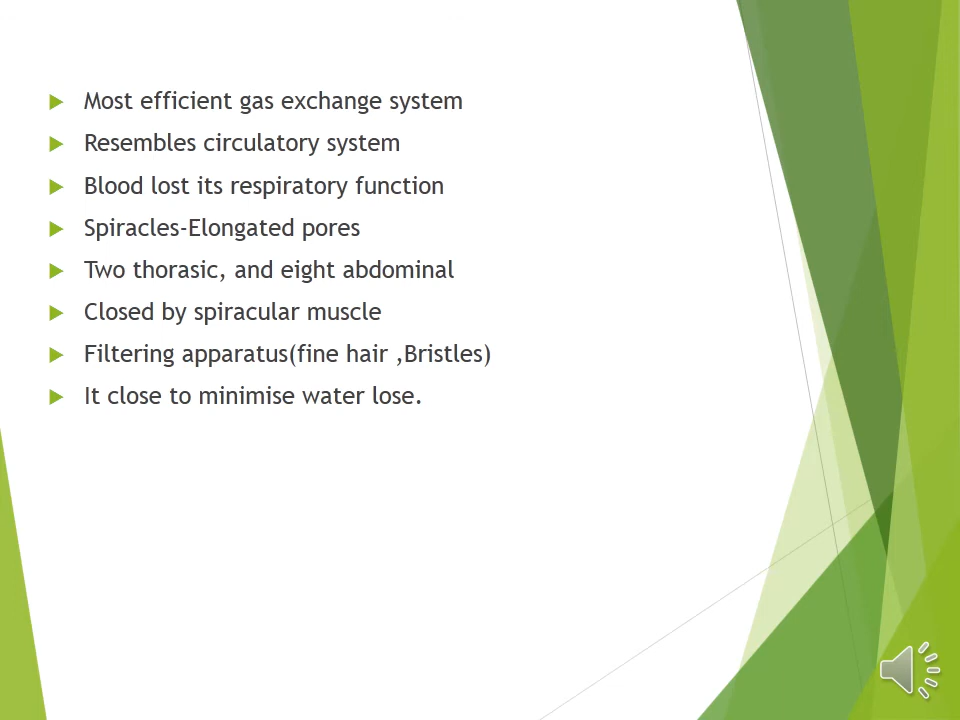 Most efficient gas exchange system
Resembles circulatory system
Blood lost its respiratory function
Spiracles-Elongated pores
Two thorasic, and eight abdominal
Closed by spiracular muscle
Filtering apparatus(fine hair ,Bristles)
It close to minimise water lose.